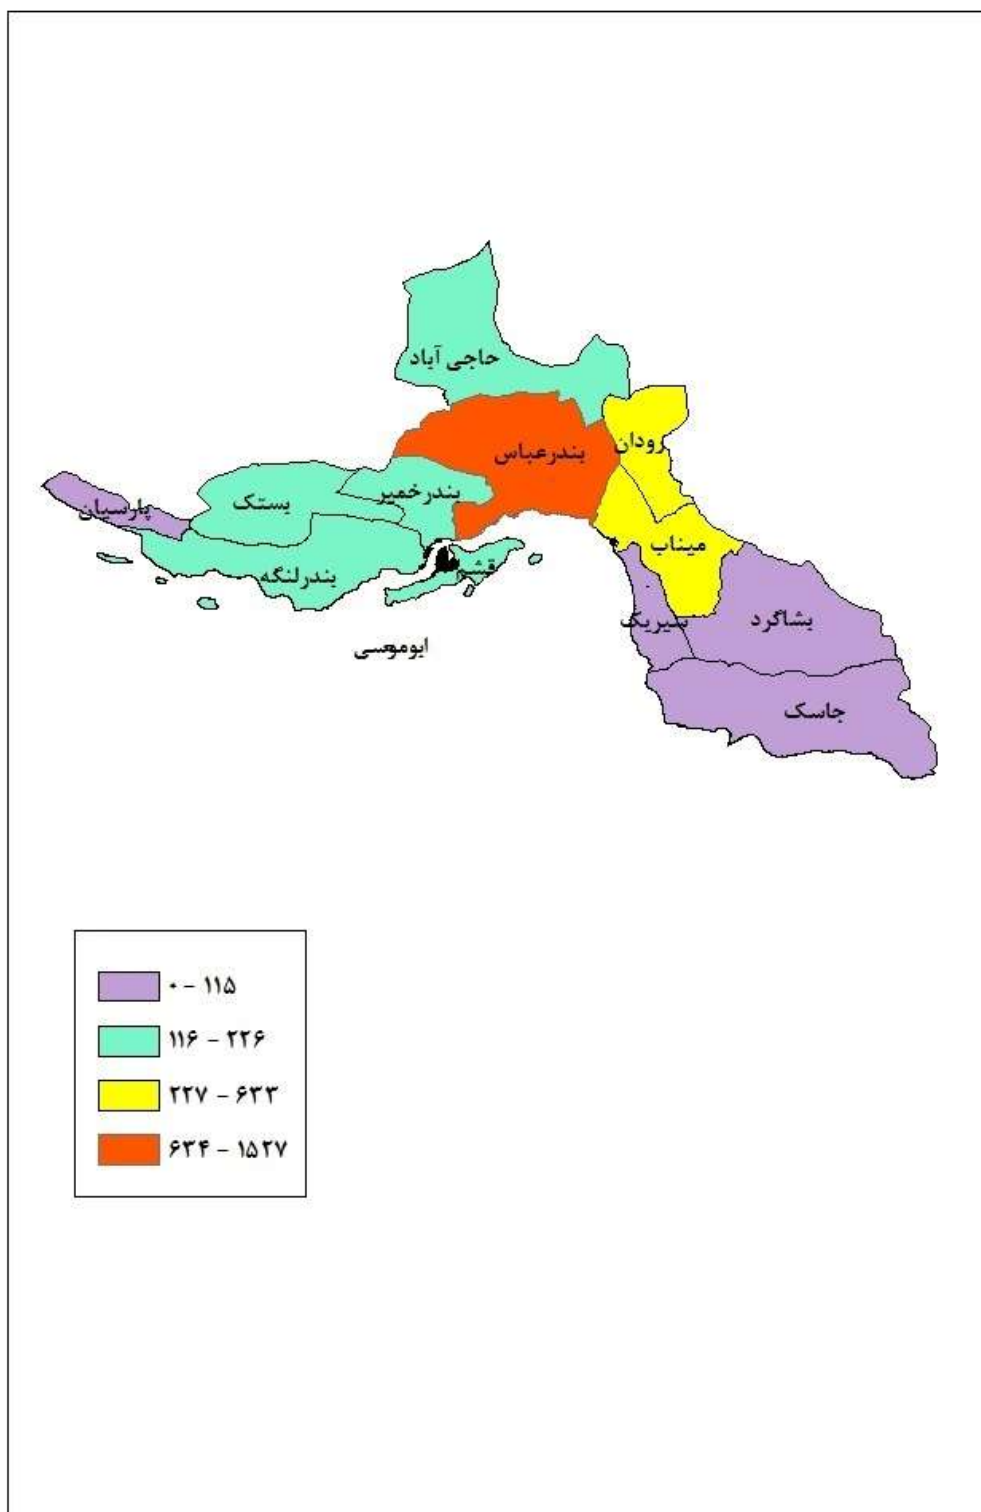 حاجی آباد
رودان
بندرعباس
بندرخمیر
بستک
پارسیان
میناب
قشم
بندرلنگه
بشاگرد
سیریک
ابوموسی
جاسک
۰ - ۱۱۵
۱۱۶ - ۲۲۶
۲۲۷ - ۶۳۳
۶۳۴ - ۱۵۲۷